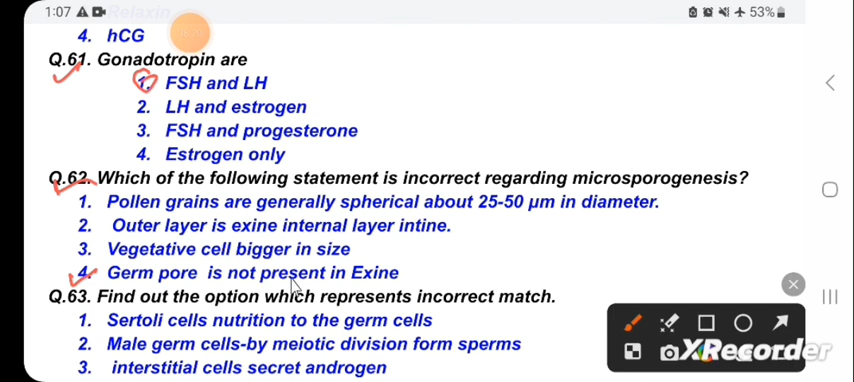 1:07 Relaxin 53%
4. hCG
Q.61. Gonadotropin are
1. FSH and LH
2. LH and estrogen
3. FSH and progesterone
4. Estrogen only
Q.62. Which of the following statement is incorrect regarding microsporogenesis?
1. Pollen grains are generally spherical about 25-50 μm in diameter.
2. Outer layer is exine internal layer intine.
3. Vegetative cell bigger in size
4. Germ pore is not present in Exine
Q.63. Find out the option which represents incorrect match.
1. Sertoli cells nutrition to the germ cells
2. Male germ cells-by meiotic division form sperms
3. interstitial cells secret androgen
XRecorder